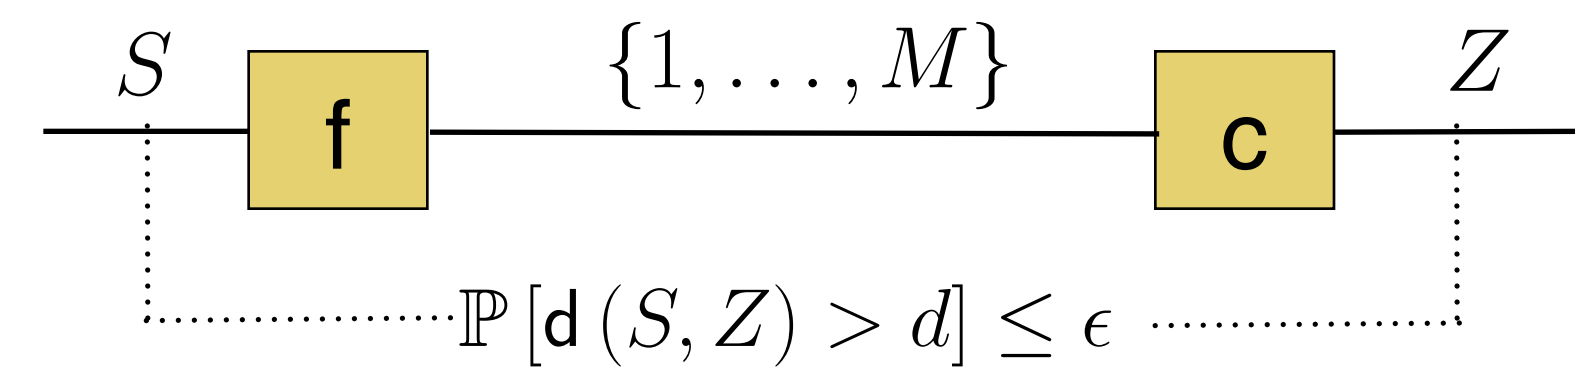 S {1, . . . , M} Z
f c
ℙ [d (S, Z) > d] ≤ ϵ